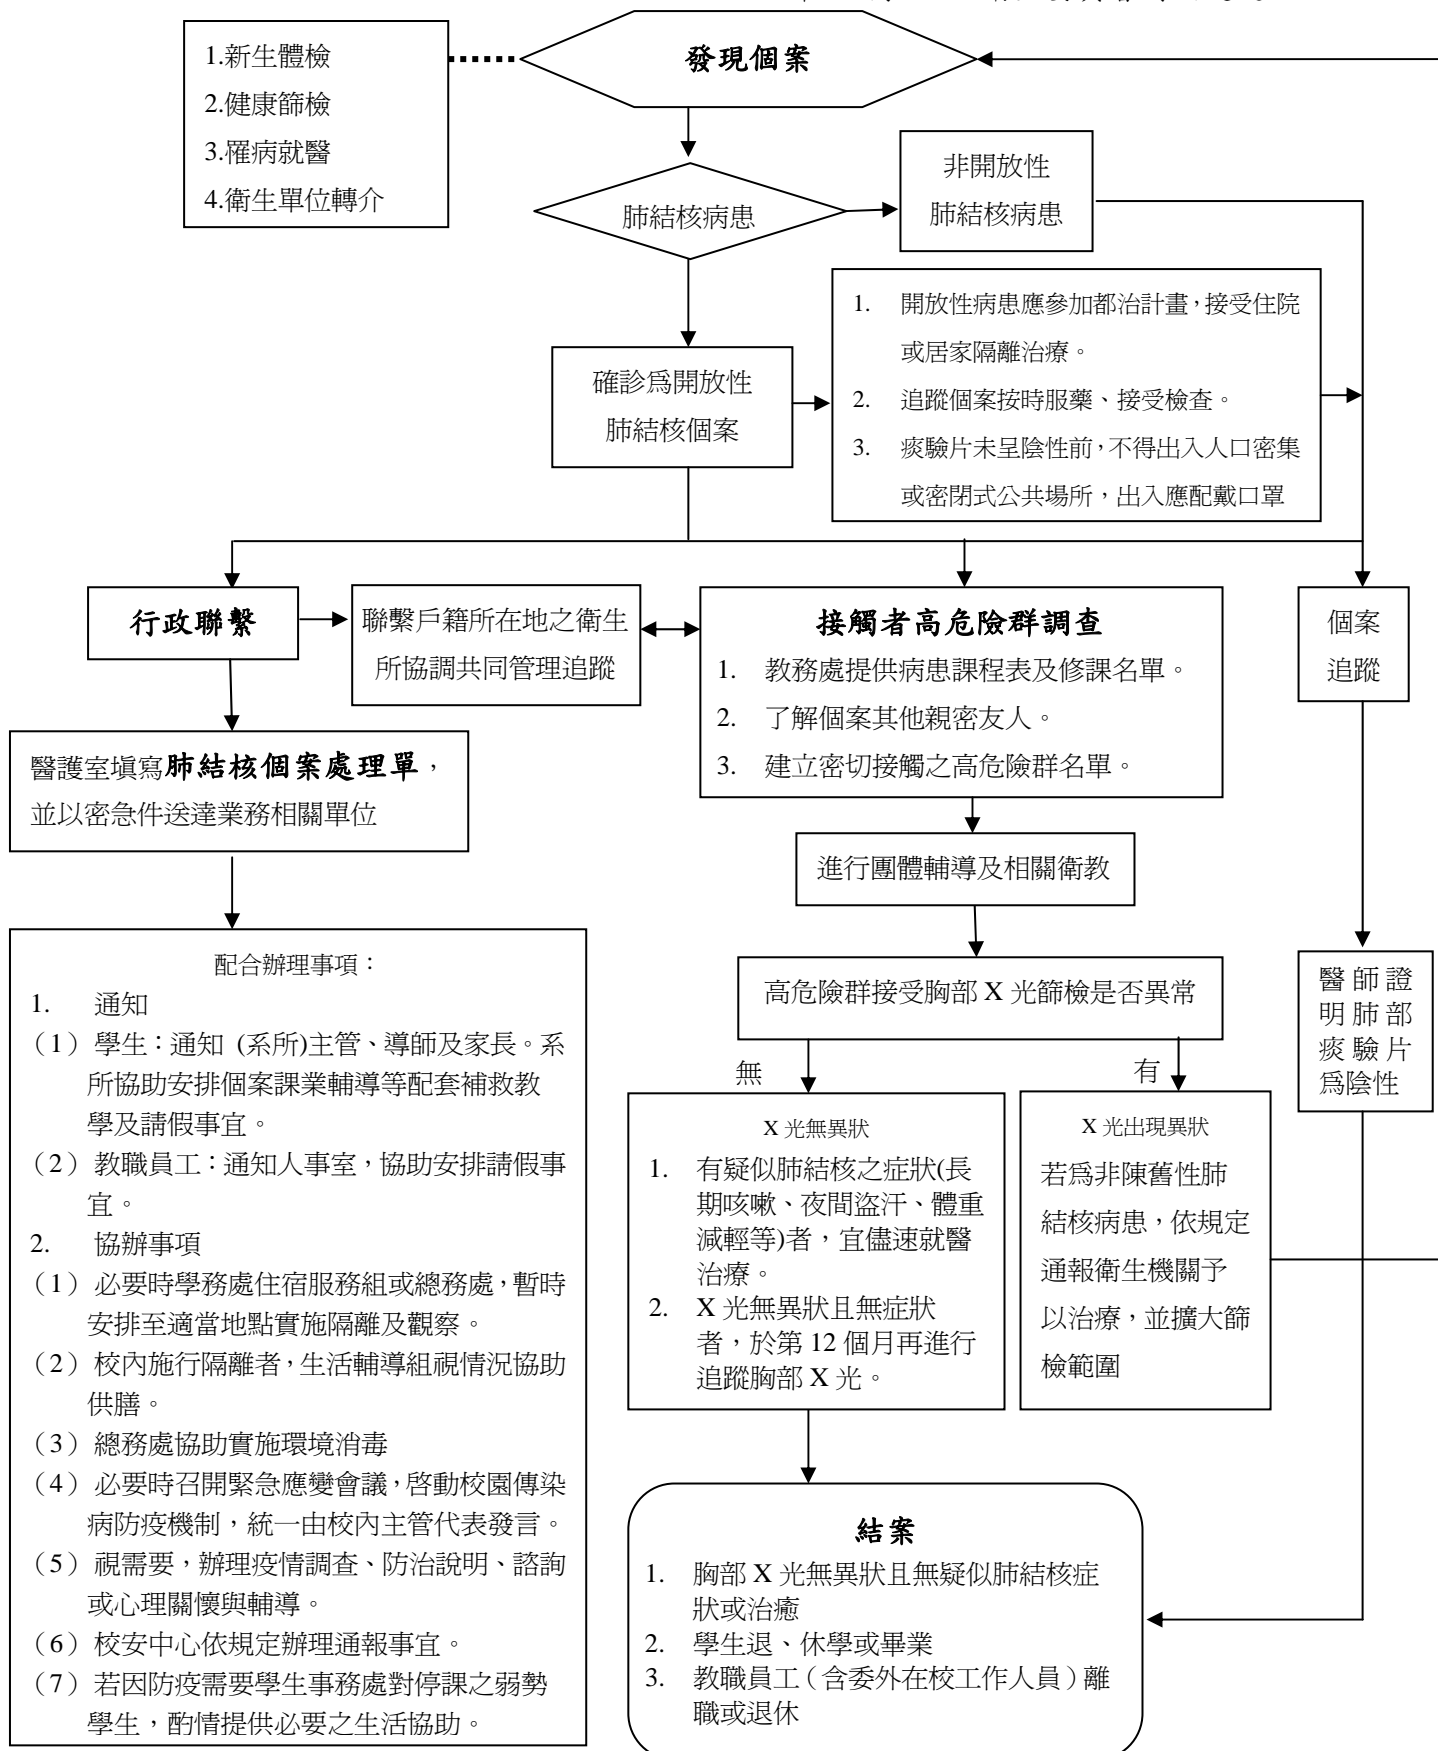 1.新生體檢
2.健康篩檢
3.罹病就醫
4.衛生單位轉介
發現個案
肺結核病患
非開放性
肺結核病患
確診為開放性
肺結核個案
1. 開放性病患應參加都治計畫，接受住院
或居家隔離治療。
2. 追蹤個案按時服藥、接受檢查。
3. 痰驗片未呈陰性前，不得出入人口密集
或密閉式公共場所，出入應配戴口罩
行政聯繫
聯繫戶籍所在地之衛生
所協調共同管理追蹤
接觸者高危險群調查
1. 教務處提供病患課程表及修課名單。
2. 了解個案其他親密友人。
3. 建立密切接觸之高危險群名單。
個案
追蹤
醫護室填寫肺結核個案處理單，
並以密急件送達業務相關單位
進行團體輔導及相關衛教
高危險群接受胸部 X 光篩檢是否異常
無
有
醫師證
明肺部
痰驗片
為陰性
配合辦理事項：
1. 通知
（1）學生：通知 (系所)主管、導師及家長。系
所協助安排個案課業輔導等配套補救教
學及請假事宜。
（2）教職員工：通知人事室，協助安排請假事
宜。
2. 協辦事項
（1）必要時學務處住宿服務組或總務處，暫時
安排至適當地點實施隔離及觀察。
（2）校內施行隔離者，生活輔導組視情況協助
供膳。
（3）總務處協助實施環境消毒
（4）必要時召開緊急應變會議，啓動校園傳染
病防疫機制，統一由校內主管代表發言。
（5）視需要，辦理疫情調查、防治說明、諮詢
或心理關懷與輔導。
（6）校安中心依規定辦理通報事宜。
（7）若因防疫需要學生事務處對停課之弱勢
學生，酌情提供必要之生活協助。
X 光無異狀
1. 有疑似肺結核之症狀(長
期咳嗽、夜間盜汗、體重
減輕等)者，宜儘速就醫
治療。
2. X 光無異狀且無症狀
者，於第 12 個月再進行
追蹤胸部 X 光。
X 光出現異狀
若為非陳舊性肺
結核病患，依規定
通報衛生機關予
以治療，並擴大篩
檢範圍
結案
1. 胸部 X 光無異狀且無疑似肺結核症
狀或治癒
2. 學生退、休學或畢業
3. 教職員工（含委外在校工作人員）離
職或退休